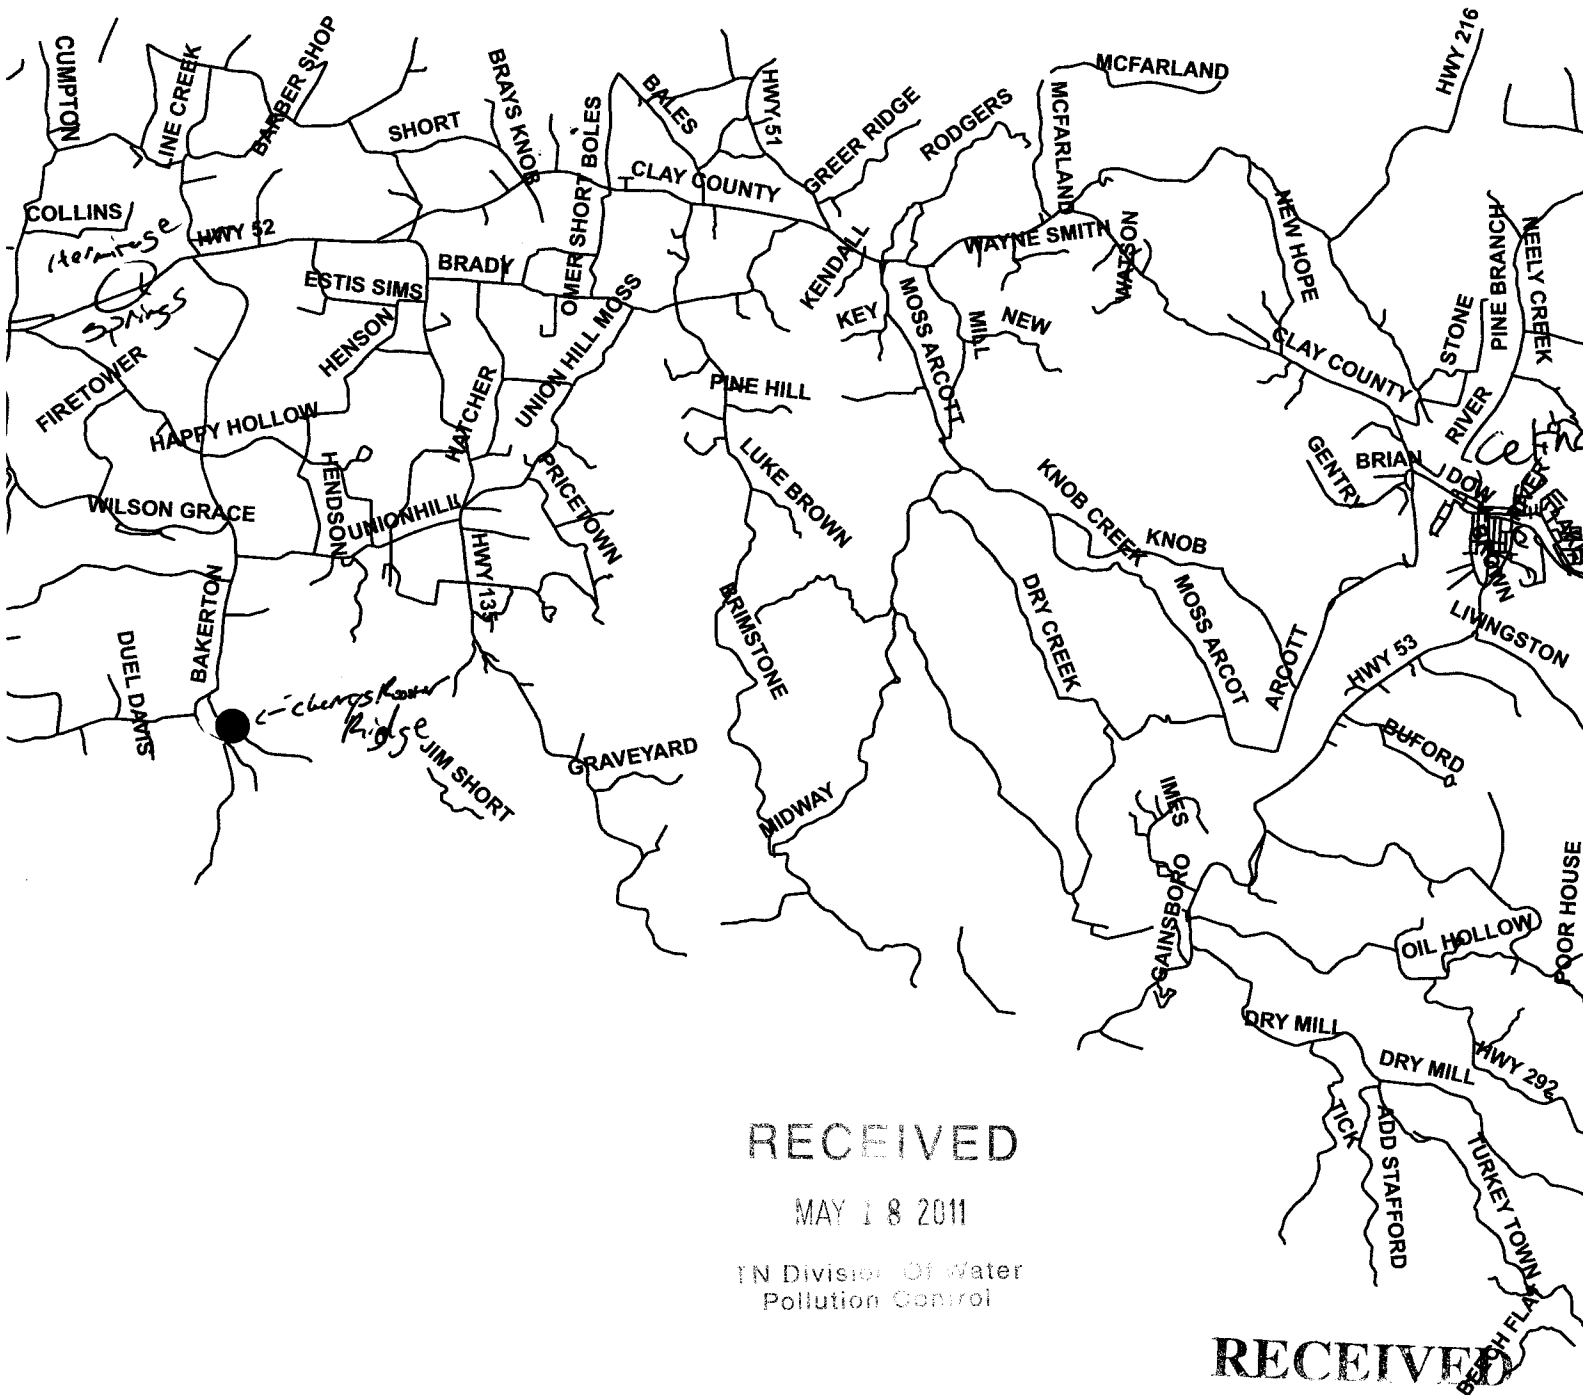 HWY 216
CUMPTON
LINE CREEK
BARBER SHOP
BRAYS KNOB
BALES
HWY 51
MCFARLAND
SHORT
OMER SHORT BOLES
GREER RIDGE
RODGERS
MCFARLAND
CLAY COUNTY
COLLINS
HWY 52
Springs
ESTIS SIMS
BRADY
KENDALL
WAYNE SMITH
WATSON
NEW HOPE
PINE BRANCH
NEELY CREEK
UNION HILL MOSS
KEY
MOSS ARCOTT
MILL
NEW
STONE
FIRETOWER
HENSON
HATCHER
PINE HILL
CLAY COUNTY
RIVER
HAPPY HOLLOW
LUKE BROWN
GENTRY
BRIAN
DOW
HENDSON
PRICETOWN
KNOB CREEK
KNOB
WILSON GRACE
UNIONHILL
HWY 135
BAKERTON
BRIMSTONE
DRY CREEK
MOSS ARCOT
ARCOTT
HWY 53
LIVINGSTON
DUEL DAVIS
Ridge
JIM SHORT
GRAVEYARD
BUFORD
MIDWAY
IMES
GAINSBORO
OIL HOLLOW
POOR HOUSE
DRY MILL
DRY MILL
HWY 292
TICK
ADD STAFFORD
TURKEY TOWN
RECEIVED
MAY 18 2011
TN Division Of Water
Pollution Control
RECEIVED